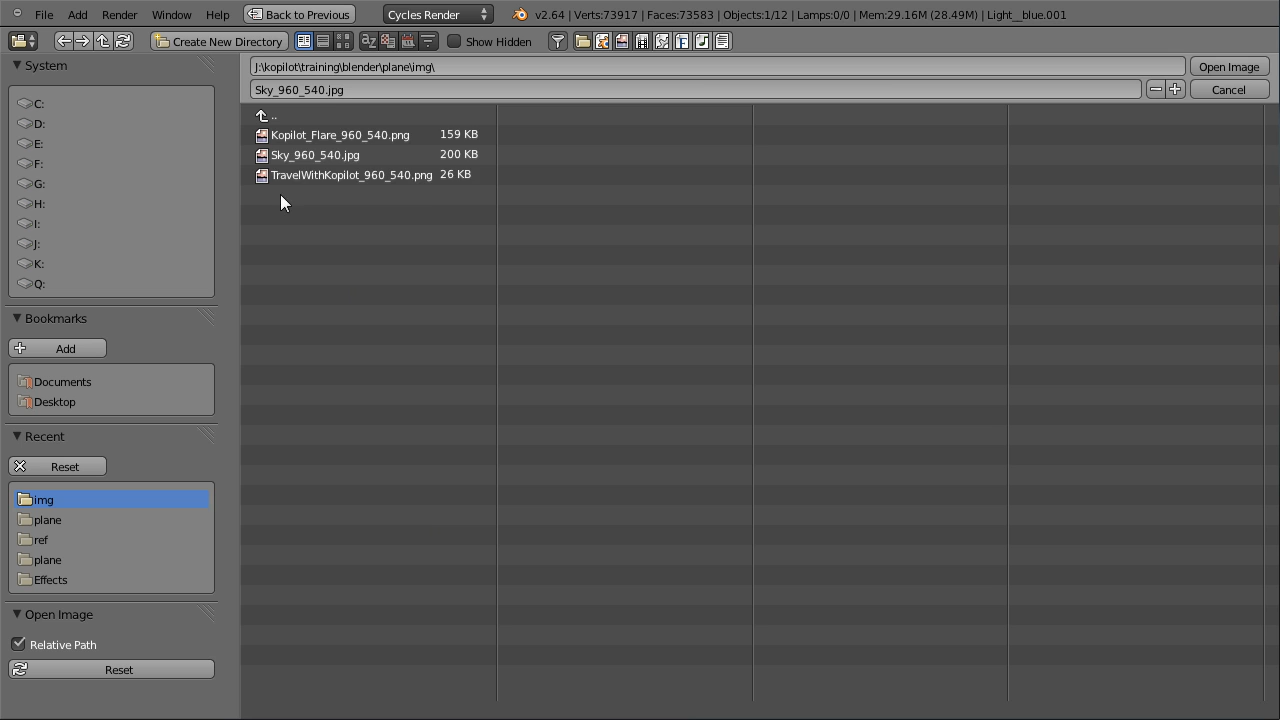 File Add Render Window Help Back to Previous Cycles Render v2.64 | Verts:73917 | Faces:73583 | Objects:1/12 | Lamps:0/0 | Mem:29.16M (28.49M) | Light__blue.001
Create New Directory Show Hidden
System
C:
D:
E:
F:
G:
H:
I:
J:
K:
Q:
Bookmarks
Add
Documents
Desktop
Recent
Reset
img
plane
ref
plane
Effects
Open Image
Relative Path
Reset
J:\kopilot\training\blender\plane\img\ Open Image
Sky_960_540.jpg Cancel
..
Kopilot_Flare_960_540.png 159 KB
Sky_960_540.jpg 200 KB
TravelWithKopilot_960_540.png 26 KB